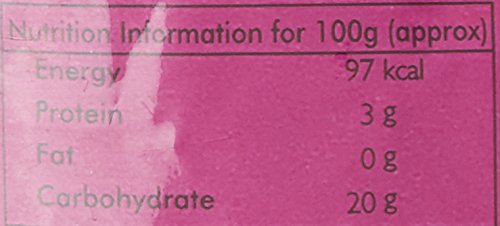 Nutrition Information for 100g (approx)
Energy 97 kcal
Protein 3 g
Fat 0 g
Carbohydrate 20 g